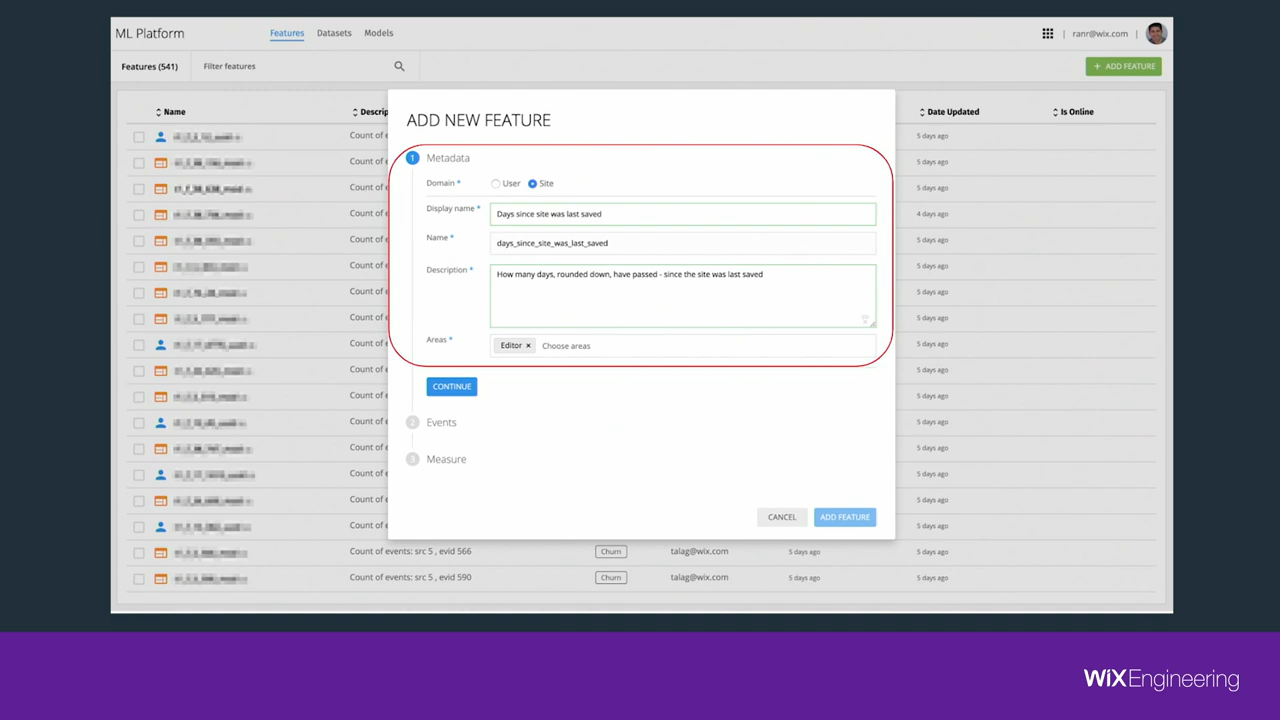 ML Platform Features Datasets Models ranr@wix.com
Features (541) Filter features + ADD FEATURE
Name Descrip Date Updated Is Online
ADD NEW FEATURE
1 Metadata
Domain * User Site
Display name * Days since site was last saved
Name * days_since_site_was_last_saved
Description * How many days, rounded down, have passed - since the site was last saved
Areas * Editor × Choose areas
CONTINUE
2 Events
3 Measure
CANCEL ADD FEATURE
Count of e 5 days ago
Count of e 5 days ago
Count of e 5 days ago
Count of e 4 days ago
Count of e 5 days ago
Count of e 5 days ago
Count of e 5 days ago
Count of e 5 days ago
Count of e 5 days ago
Count of e 5 days ago
Count of e 5 days ago
Count of e 5 days ago
Count of e 5 days ago
Count of e 5 days ago
Count of e 5 days ago
Count of e 5 days ago
Count of events: src 5 , evid 566 Churn talag@wix.com 5 days ago 5 days ago
Count of events: src 5 , evid 590 Churn talag@wix.com 5 days ago 5 days ago
WiX Engineering